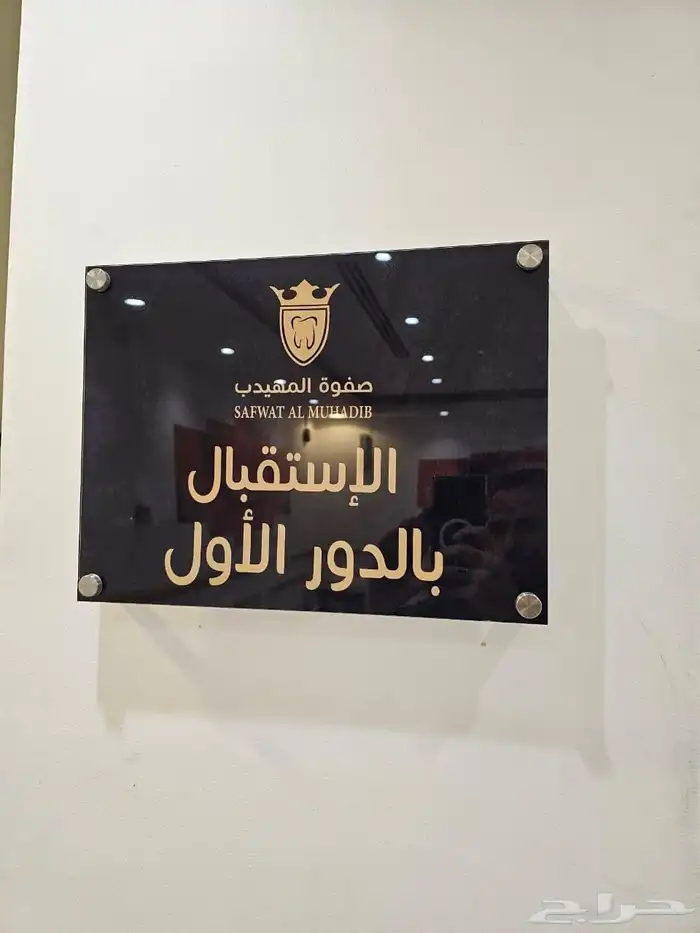 صفوة المهيدب
SAFWAT AL MUHADIB
الإستقبال
بالدور الأول
حراج